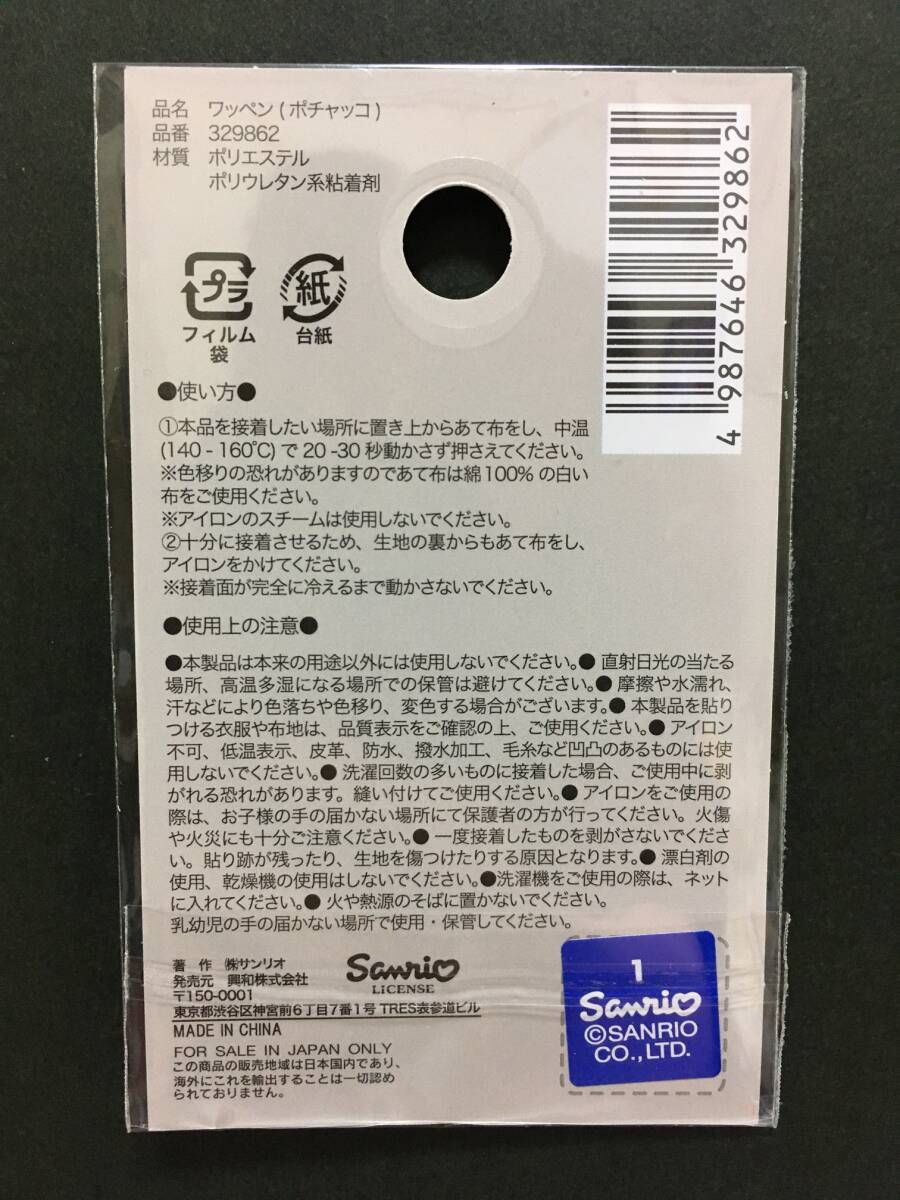 品名 ワッペン ( ポチャッコ )
品番 329862
材質 ポリエステル
ポリウレタン系粘着剤
4 987646 329862
プラ
フィルム
袋
紙
台紙
●使い方●
①本品を接着したい場所に置き上からあて布をし、中温
(140 - 160℃) で 20 -30 秒動かさず押さえてください。
※色移りの恐れがありますのであて布は綿100% の白い
布をご使用ください。
※アイロンのスチームは使用しないでください。
②十分に接着させるため、生地の裏からもあて布をし、
アイロンをかけてください。
※接着面が完全に冷えるまで動かさないでください。
●使用上の注意●
●本製品は本来の用途以外には使用しないでください。● 直射日光の当たる
場所、高温多湿になる場所での保管は避けてください。● 摩擦や水濡れ、
汗などにより色落ちや色移り、変色する場合がございます。● 本製品を貼り
つける衣服や布地は、品質表示をご確認の上、ご使用ください。● アイロン
不可、低温表示、皮革、防水、撥水加工、毛糸など凹凸のあるものには使
用しないでください。● 洗濯回数の多いものに接着した場合、ご使用中に剥
がれる恐れがあります。縫い付けてご使用ください。● アイロンをご使用の
際は、お子様の手の届かない場所にて保護者の方が行ってください。火傷
や火災にも十分ご注意ください。● 一度接着したものを剥がさないでくださ
い。貼り跡が残ったり、生地を傷つけたりする原因となります。● 漂白剤の
使用、乾燥機の使用はしないでください。●洗濯機をご使用の際は、ネット
に入れてください。● 火や熱源のそばに置かないでください。
乳幼児の手の届かない場所で使用・保管してください。
著 作 ㈱サンリオ
発売元 興和株式会社
〒150-0001
東京都渋谷区神宮前6丁目7番1号 TRES表参道ビル
MADE IN CHINA
FOR SALE IN JAPAN ONLY
この商品の販売地域は日本国内であり、
海外にこれを輸出することは一切認め
られておりません。
Sanrio
LICENSE
1
Sanrio
©SANRIO
CO.,LTD.